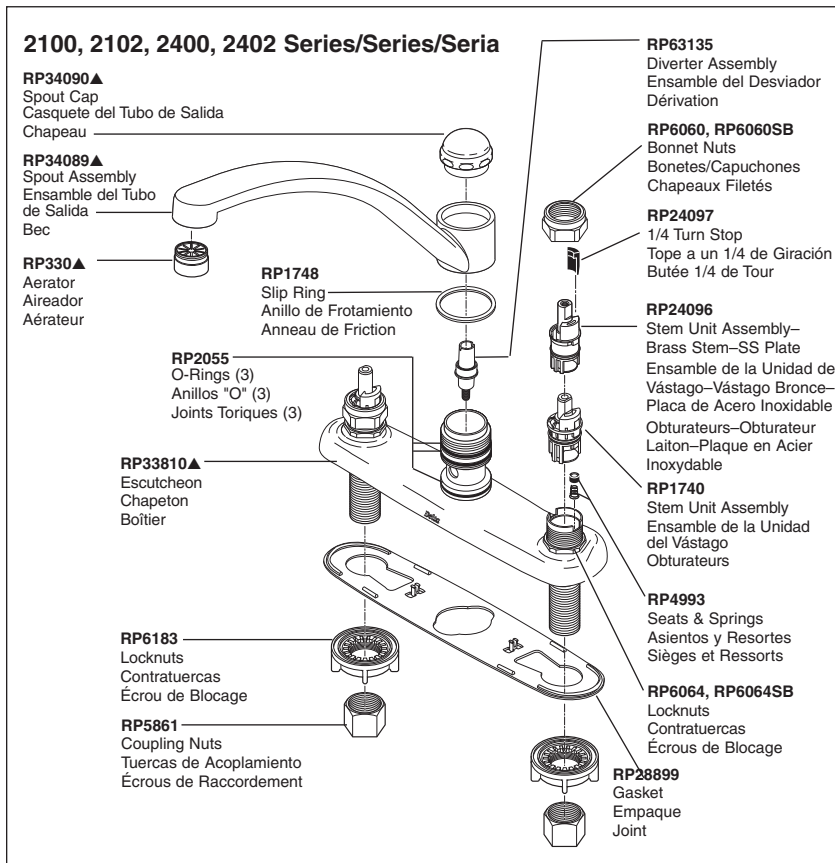 2100, 2102, 2400, 2402 Series/Series/Seria
RP34090▲
Spout Cap
Casquete del Tubo de Salida
Chapeau
RP34089▲
Spout Assembly
Ensamble del Tubo
de Salida
Bec
RP330▲
Aerator
Aireador
Aérateur
RP1748
Slip Ring
Anillo de Frotamiento
Anneau de Friction
RP2055
O-Rings (3)
Anillos "O" (3)
Joints Toriques (3)
RP33810▲
Escutcheon
Chapeton
Boîtier
RP6183
Locknuts
Contratuercas
Écrou de Blocage
RP5861
Coupling Nuts
Tuercas de Acoplamiento
Écrous de Raccordement
RP63135
Diverter Assembly
Ensamble del Desviador
Dérivation
RP6060, RP6060SB
Bonnet Nuts
Bonetes/Capuchones
Chapeaux Filetés
RP24097
1/4 Turn Stop
Tope a un 1/4 de Giración
Butée 1/4 de Tour
RP24096
Stem Unit Assembly–
Brass Stem–SS Plate
Ensamble de la Unidad de
Vástago–Vástago Bronce–
Placa de Acero Inoxidable
Obturateurs–Obturateur
Laiton–Plaque en Acier
Inoxydable
RP1740
Stem Unit Assembly
Ensamble de la Unidad
del Vástago
Obturateurs
RP4993
Seats & Springs
Asientos y Resortes
Sièges et Ressorts
RP6064, RP6064SB
Locknuts
Contratuercas
Écrous de Blocage
RP28899
Gasket
Empaque
Joint